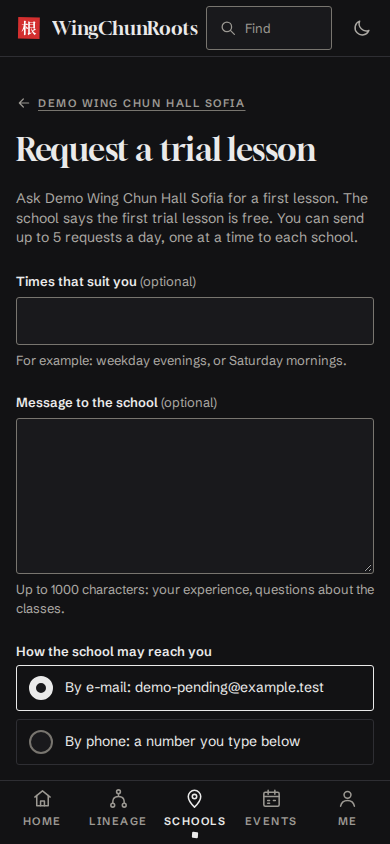 根 WingChunRoots Find
← DEMO WING CHUN HALL SOFIA
Request a trial lesson
Ask Demo Wing Chun Hall Sofia for a first lesson. The
school says the first trial lesson is free. You can send
up to 5 requests a day, one at a time to each school.
Times that suit you (optional)
For example: weekday evenings, or Saturday mornings.
Message to the school (optional)
Up to 1000 characters: your experience, questions about the
classes.
How the school may reach you
By e-mail: demo-pending@example.test
By phone: a number you type below
HOME LINEAGE SCHOOLS EVENTS ME